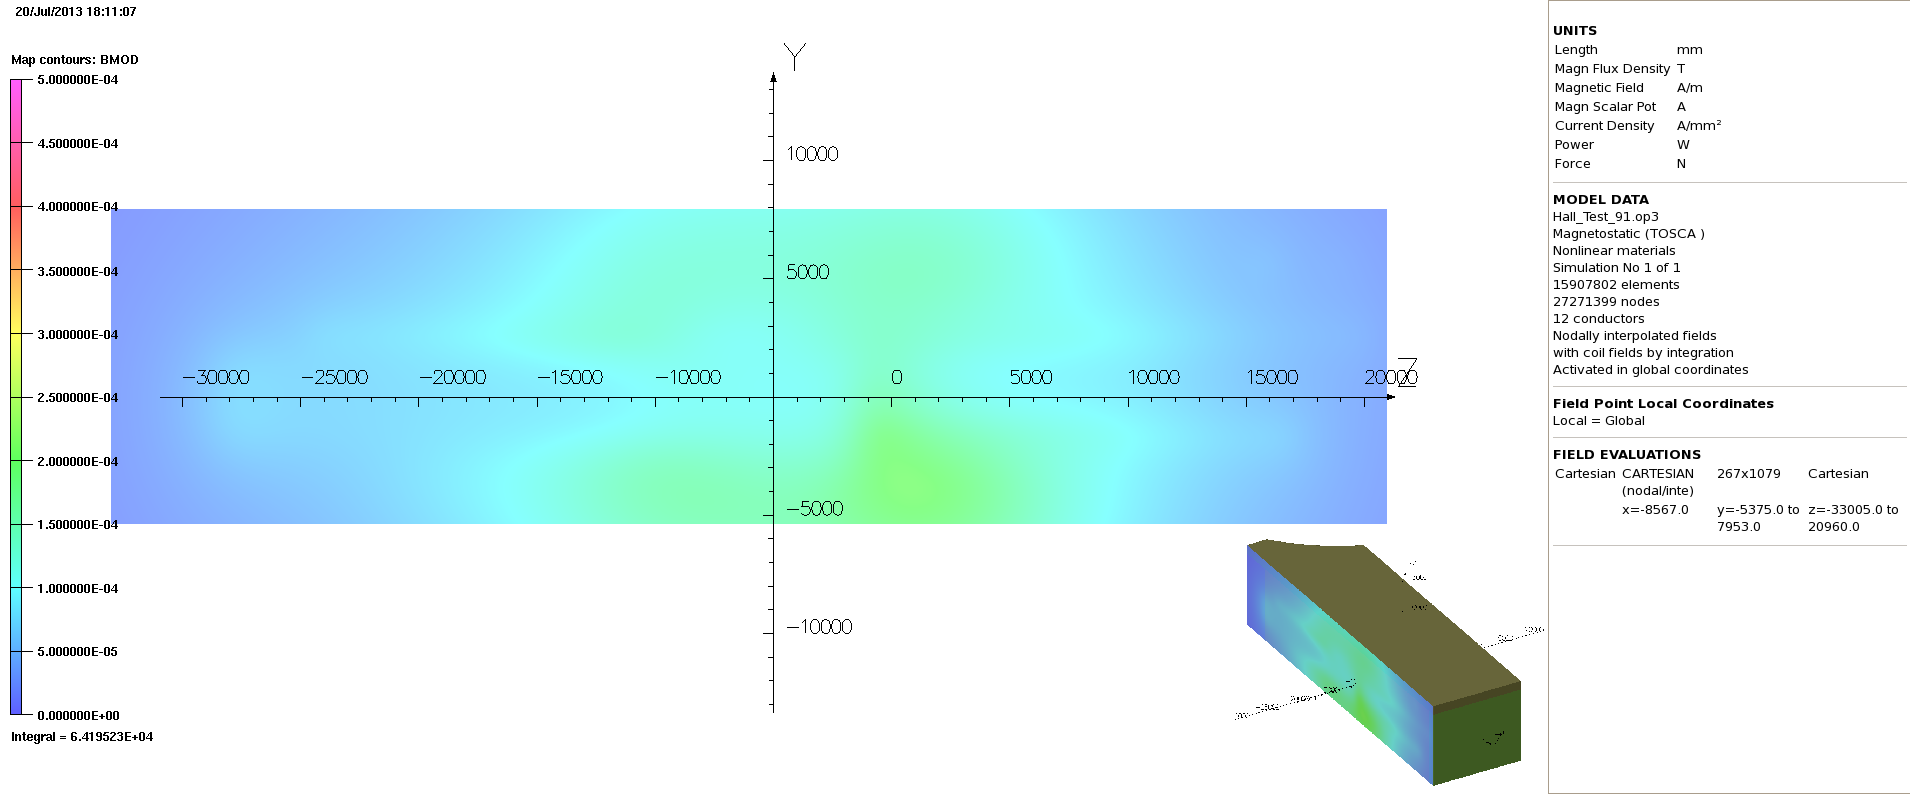 20/Jul/2013 18:11:07
Map contours: BMOD
5.000000E-04
4.500000E-04
4.000000E-04
3.500000E-04
3.000000E-04
2.500000E-04
2.000000E-04
1.500000E-04
1.000000E-04
5.000000E-05
0.000000E+00
Integral = 6.419523E+04
Y
10000
5000
-30000 -25000 -20000 -15000 -10000 0 5000 10000 15000 20000 Z
-5000
-10000
UNITS
Length mm
Magn Flux Density T
Magnetic Field A/m
Magn Scalar Pot A
Current Density A/mm²
Power W
Force N
MODEL DATA
Hall_Test_91.op3
Magnetostatic (TOSCA )
Nonlinear materials
Simulation No 1 of 1
15907802 elements
27271399 nodes
12 conductors
Nodally interpolated fields
with coil fields by integration
Activated in global coordinates
Field Point Local Coordinates
Local = Global
FIELD EVALUATIONS
Cartesian CARTESIAN 267x1079 Cartesian
(nodal/inte)
x=-8567.0 y=-5375.0 to z=-33005.0 to
7953.0 20960.0